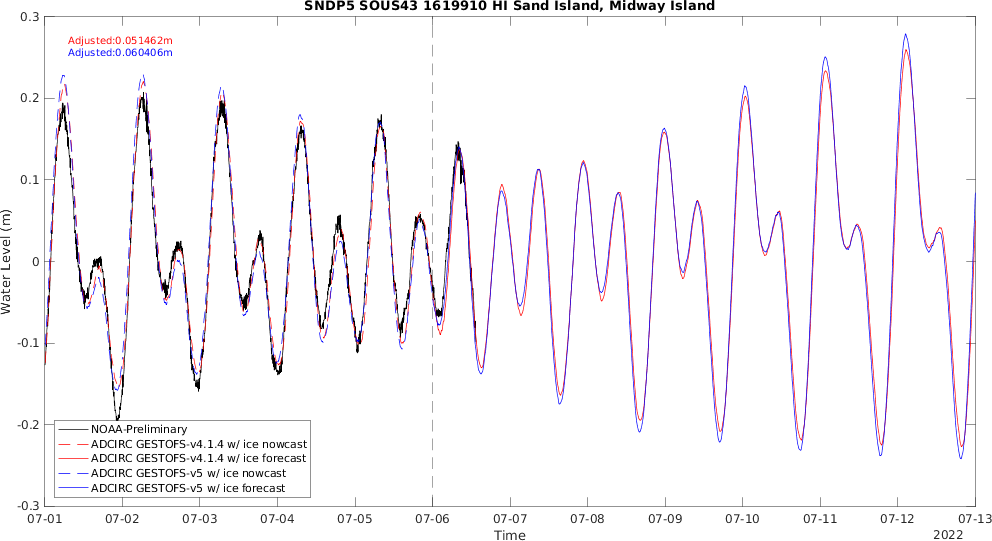 SNDP5 SOUS43 1619910 HI Sand Island, Midway Island
Adjusted:0.051462m
Adjusted:0.060406m
Water Level (m)
0.3
0.2
0.1
0
-0.1
-0.2
-0.3
NOAA-Preliminary
ADCIRC GESTOFS-v4.1.4 w/ ice nowcast
ADCIRC GESTOFS-v4.1.4 w/ ice forecast
ADCIRC GESTOFS-v5 w/ ice nowcast
ADCIRC GESTOFS-v5 w/ ice forecast
07-01 07-02 07-03 07-04 07-05 07-06 07-07 07-08 07-09 07-10 07-11 07-12 07-13
Time
2022